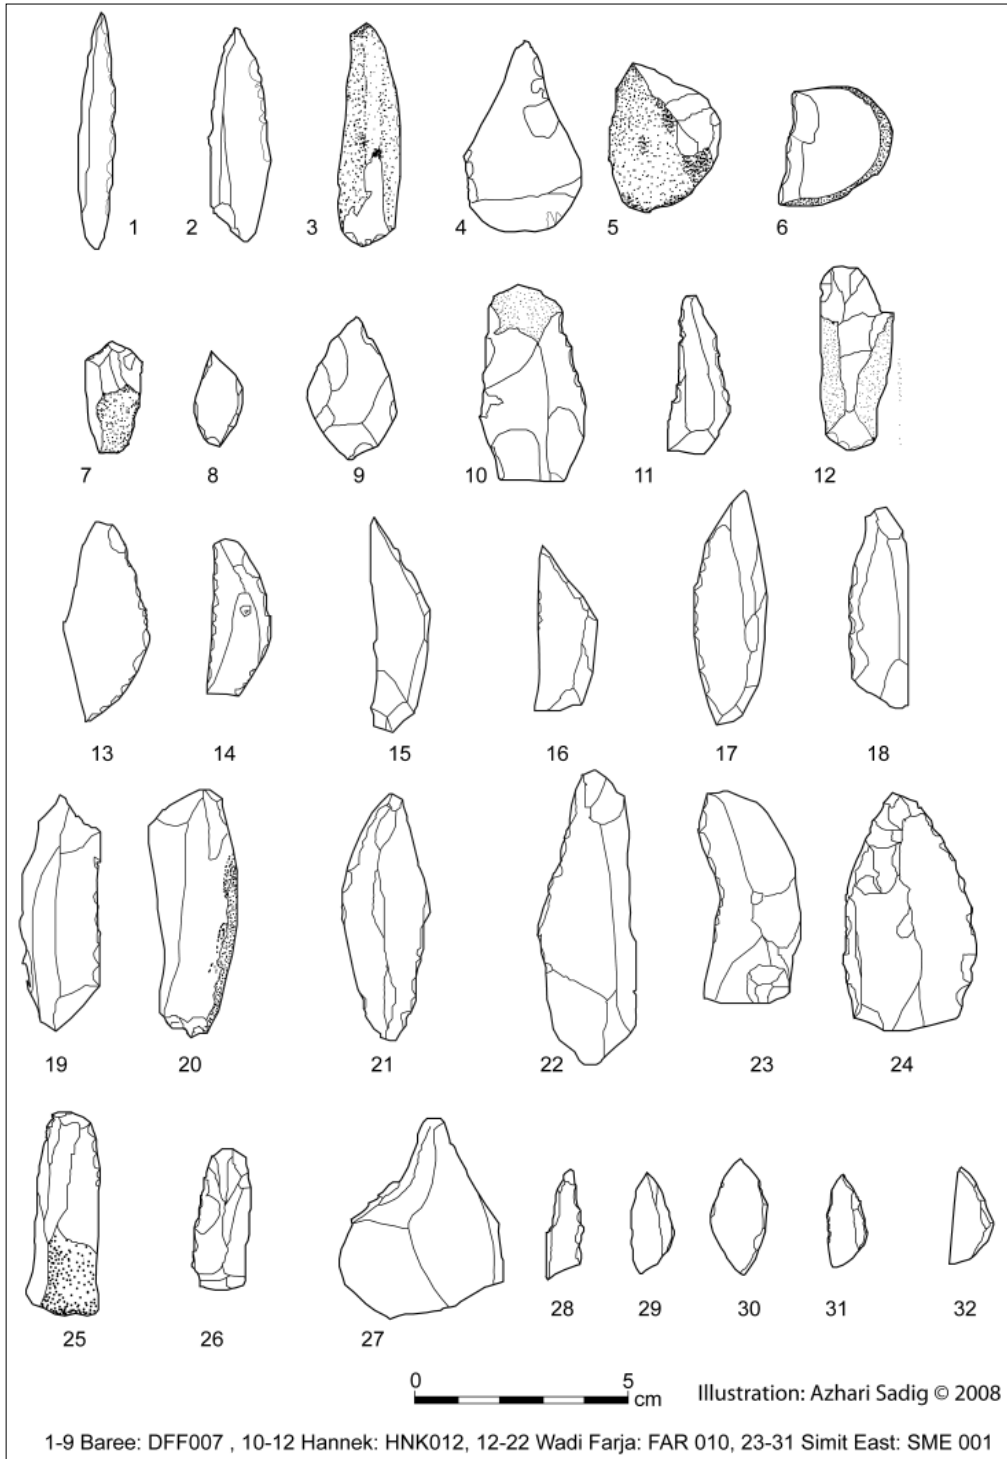 1 2 3 4 5 6
7 8 9 10 11 12
13 14 15 16 17 18
19 20 21 22 23 24
25 26 27 28 29 30 31 32
0 5
cm
Illustration: Azhari Sadig © 2008
1-9 Baree: DFF007 , 10-12 Hannek: HNK012, 12-22 Wadi Farja: FAR 010, 23-31 Simit East: SME 001